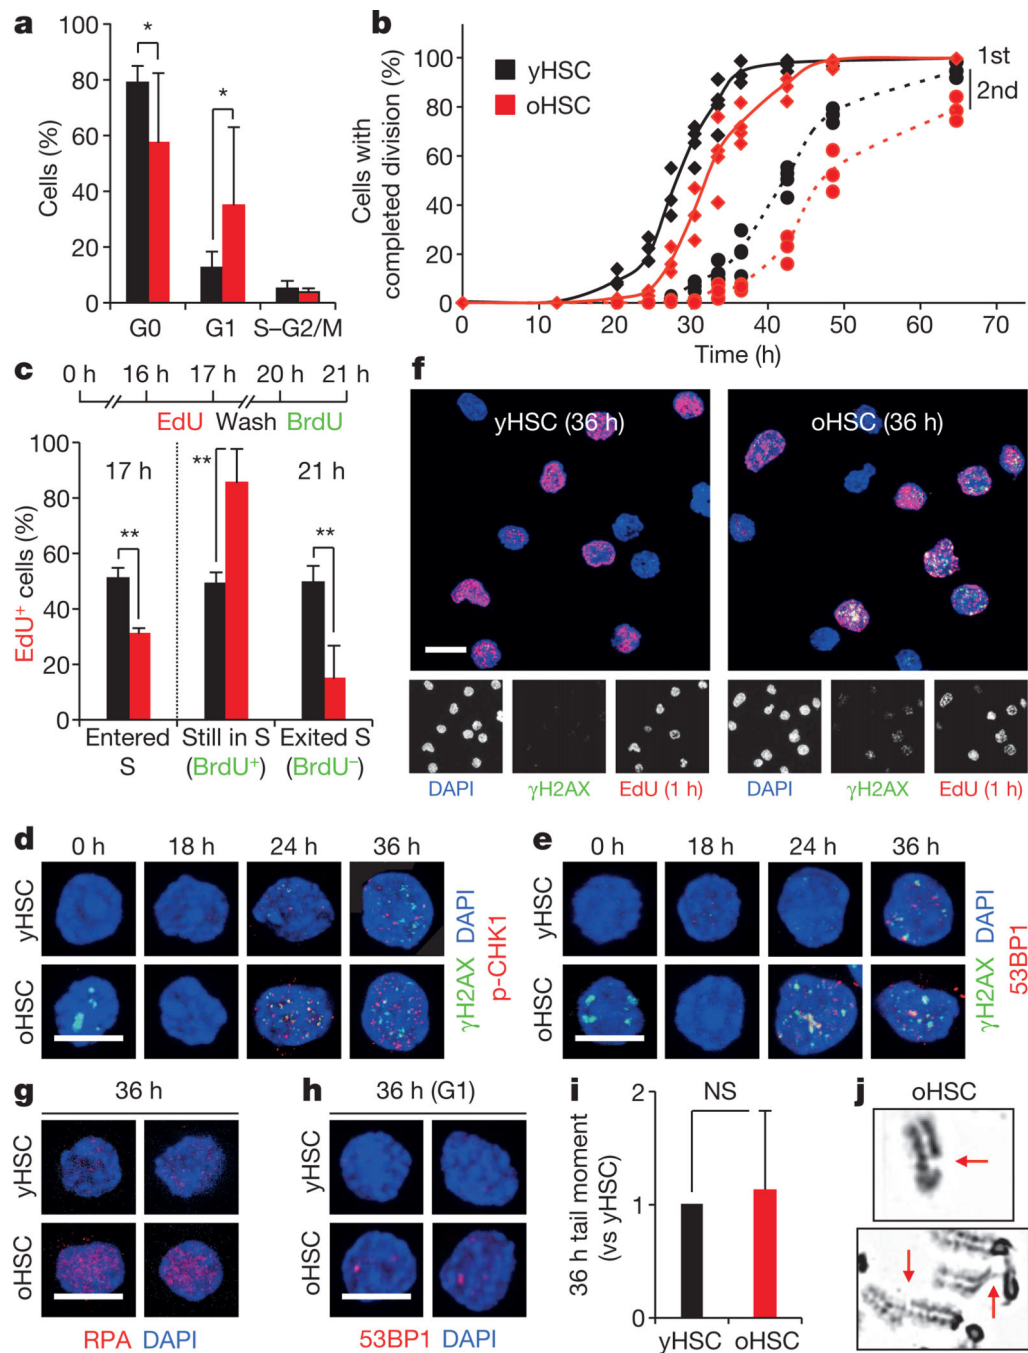 a
100
80
60
40
20
0
Cells (%)
*
*
G0 G1 S–G2/M
b
Cells with
completed division (%)
100
80
60
40
20
0
yHSC
oHSC
1st
2nd
0 10 20 30 40 50 60 70
Time (h)
c
0 h 16 h 17 h 20 h 21 h
EdU Wash BrdU
100
80
60
40
20
0
EdU+ cells (%)
17 h
21 h
**
**
**
Entered Still in S Exited S
S (BrdU⁺) (BrdU⁻)
f
yHSC (36 h)
oHSC (36 h)
DAPI γH2AX EdU (1 h)
DAPI γH2AX EdU (1 h)
d
0 h 18 h 24 h 36 h
yHSC
oHSC
γH2AX DAPI
p-CHK1
e
0 h 18 h 24 h 36 h
yHSC
oHSC
γH2AX DAPI
53BP1
g
36 h
yHSC
oHSC
RPA DAPI
h
36 h (G1)
yHSC
oHSC
53BP1 DAPI
i
36 h tail moment
(vs yHSC)
2
1
0
NS
yHSC oHSC
j
oHSC